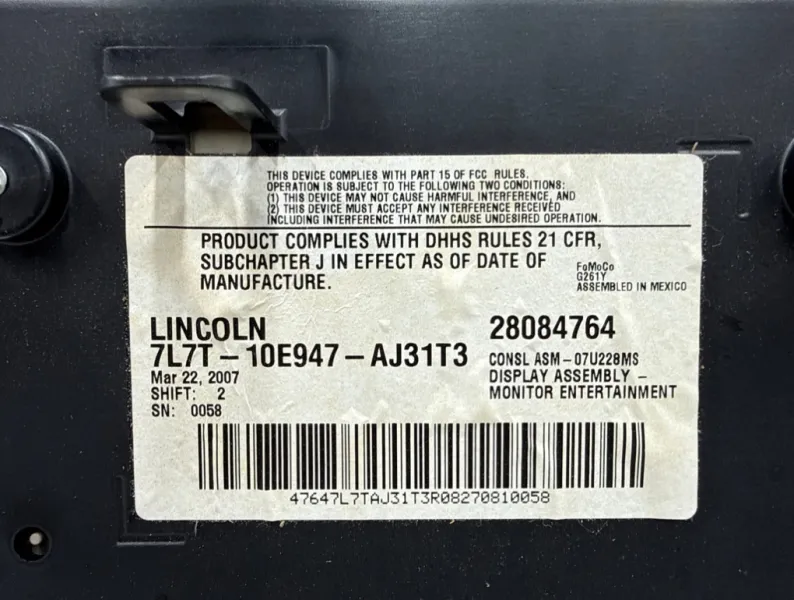 THIS DEVICE COMPLIES WITH PART 15 OF FCC RULES.
OPERATION IS SUBJECT TO THE FOLLOWING TWO CONDITIONS:
(1) THIS DEVICE MAY NOT CAUSE HARMFUL INTERFERENCE, AND
(2) THIS DEVICE MUST ACCEPT ANY INTERFERENCE RECEIVED
INCLUDING INTERFERENCE THAT MAY CAUSE UNDESIRED OPERATION.
PRODUCT COMPLIES WITH DHHS RULES 21 CFR,
SUBCHAPTER J IN EFFECT AS OF DATE OF
MANUFACTURE.
FoMoCo
G261Y
ASSEMBLED IN MEXICO
LINCOLN
7L7T-10E947-AJ31T3
Mar 22, 2007
SHIFT: 2
SN: 0058
28084764
CONSL ASM-07U228MS
DISPLAY ASSEMBLY -
MONITOR ENTERTAINMENT
47647L7TAJ31T3R08270810058